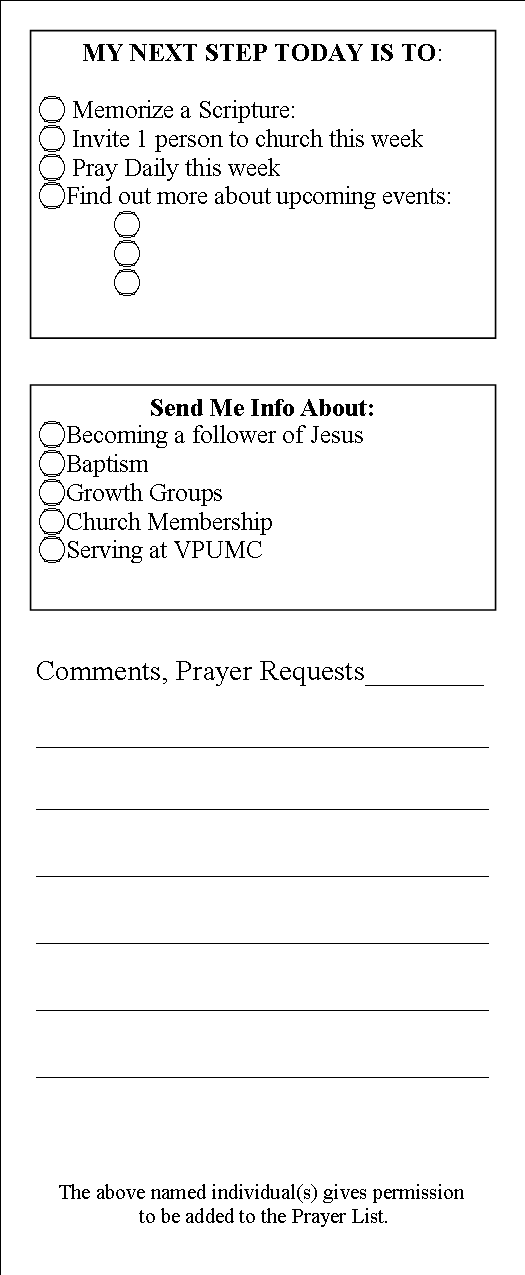 MY NEXT STEP TODAY IS TO:
Memorize a Scripture:
Invite 1 person to church this week
Pray Daily this week
Find out more about upcoming events:
Send Me Info About:
Becoming a follower of Jesus
Baptism
Growth Groups
Church Membership
Serving at VPUMC
Comments, Prayer Requests_________
The above named individual(s) gives permission
to be added to the Prayer List.